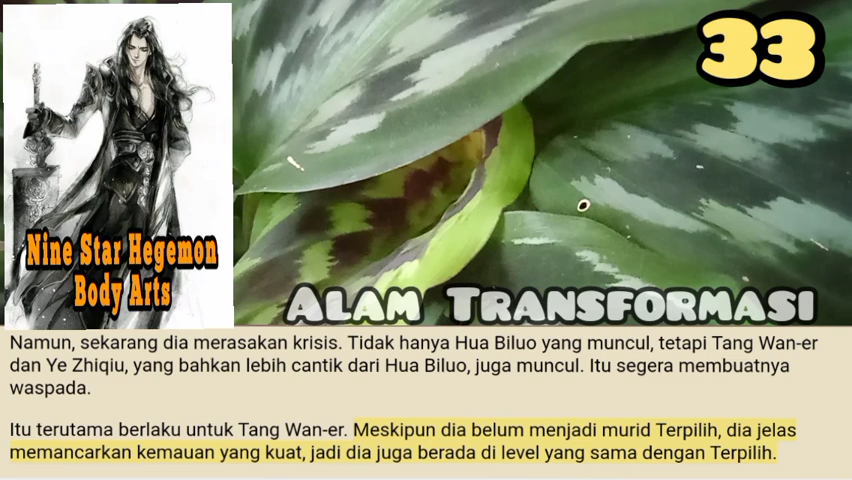 33
Nine Star Hegemon
Body Arts
Alam Transformasi
Namun, sekarang dia merasakan krisis. Tidak hanya Hua Biluo yang muncul, tetapi Tang Wan-er
dan Ye Zhiqiu, yang bahkan lebih cantik dari Hua Biluo, juga muncul. Itu segera membuatnya
waspada.
Itu terutama berlaku untuk Tang Wan-er. Meskipun dia belum menjadi murid Terpilih, dia jelas
memancarkan kemauan yang kuat, jadi dia juga berada di level yang sama dengan Terpilih.